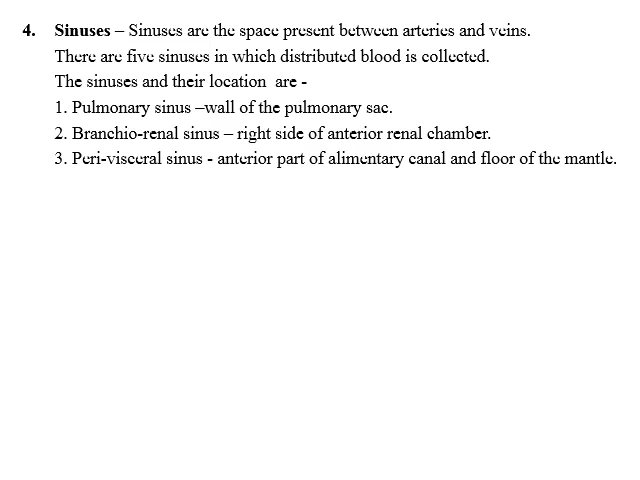 4. Sinuses – Sinuses are the space present between arteries and veins.
There are five sinuses in which distributed blood is collected.
The sinuses and their location are -
1. Pulmonary sinus –wall of the pulmonary sac.
2. Branchio-renal sinus – right side of anterior renal chamber.
3. Peri-visceral sinus - anterior part of alimentary canal and floor of the mantle.